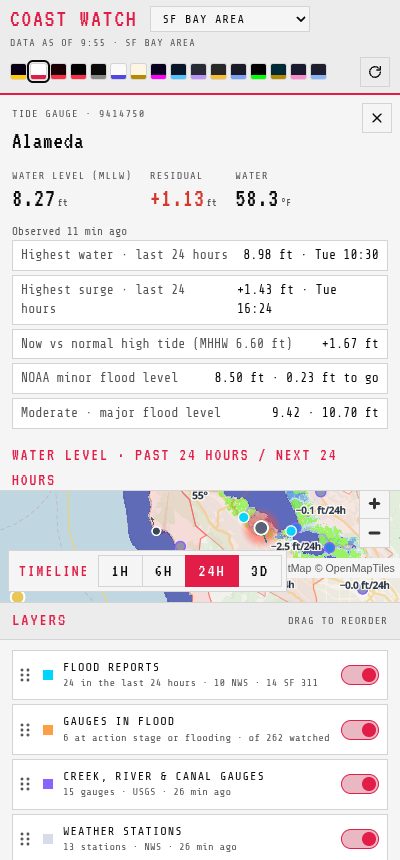 COAST WATCH
SF BAY AREA
DATA AS OF 9:55 · SF BAY AREA
TIDE GAUGE · 9414750
Alameda
WATER LEVEL (MLLW) RESIDUAL WATER
8.27 ft +1.13 ft 58.3 °F
Observed 11 min ago
Highest water · last 24 hours 8.98 ft · Tue 10:30
Highest surge · last 24 hours +1.43 ft · Tue 16:24
Now vs normal high tide (MHHW 6.60 ft) +1.67 ft
NOAA minor flood level 8.50 ft · 0.23 ft to go
Moderate · major flood level 9.42 · 10.70 ft
WATER LEVEL · PAST 24 HOURS / NEXT 24
HOURS
55°
−0.1 ft/24h
−2.5 ft/24h
TIMELINE 1H 6H 24H 3D
tMap © OpenMapTiles
−0.0 ft/24h
LAYERS DRAG TO REORDER
FLOOD REPORTS
24 in the last 24 hours · 10 NWS · 14 SF 311
GAUGES IN FLOOD
6 at action stage or flooding · of 262 watched
CREEK, RIVER & CANAL GAUGES
15 gauges · USGS · 26 min ago
WEATHER STATIONS
13 stations · NWS · 26 min ago